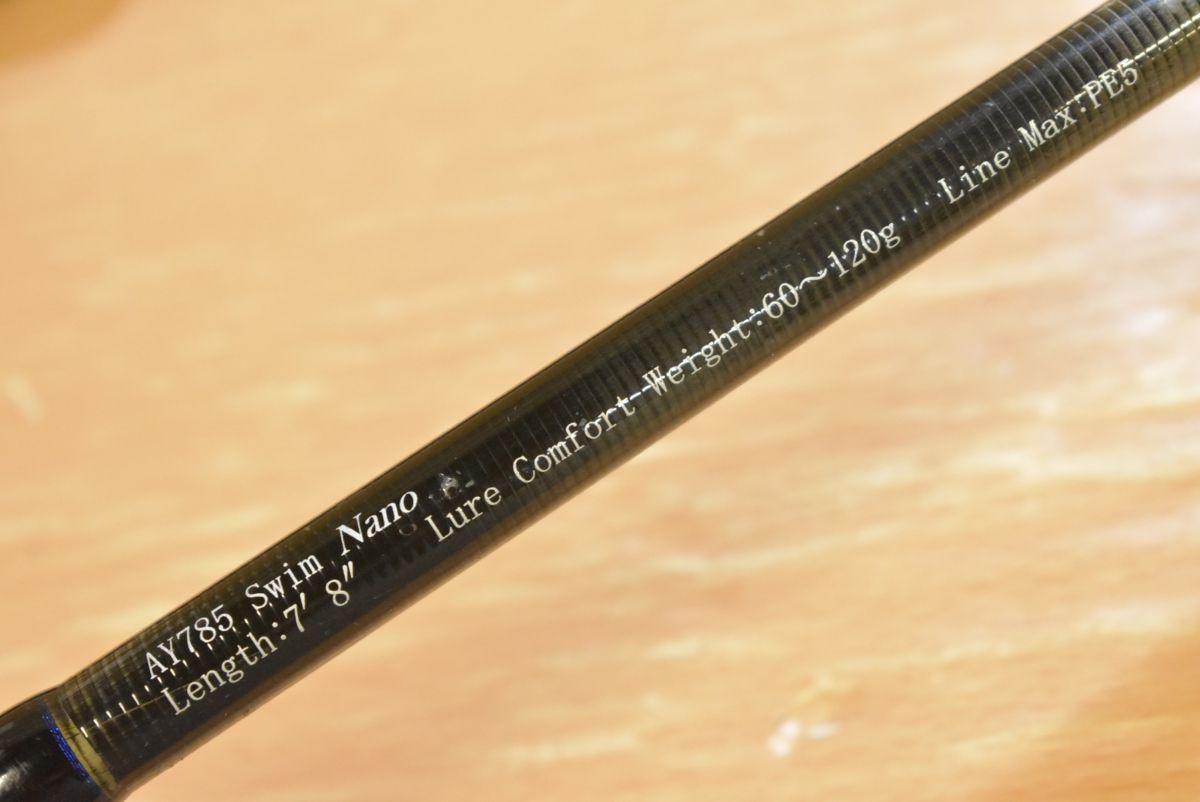 AY785 Swim Nano
Length:7' 8" Lure Comfort Weight:60～120g Line Max:PE5